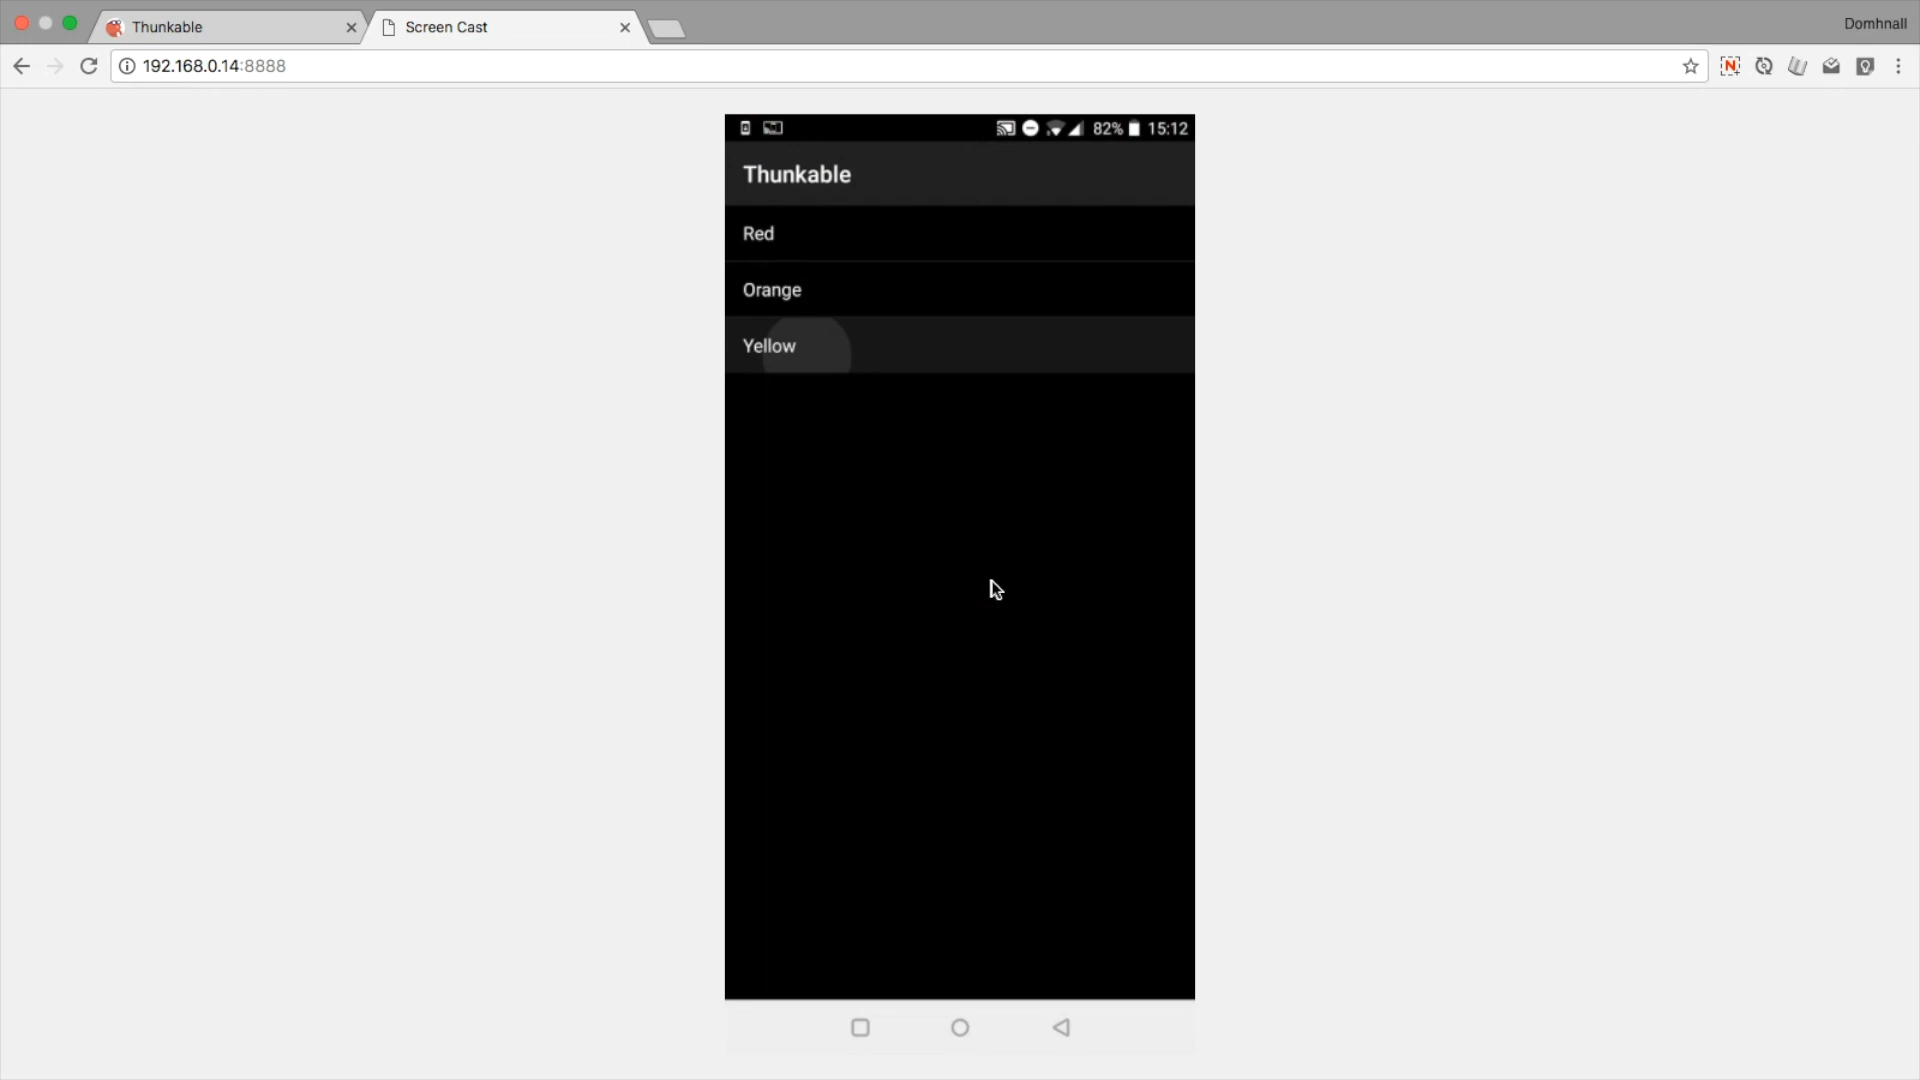 Thunkable
Screen Cast
Domhnall
192.168.0.14:8888
82% 15:12
Thunkable
Red
Orange
Yellow